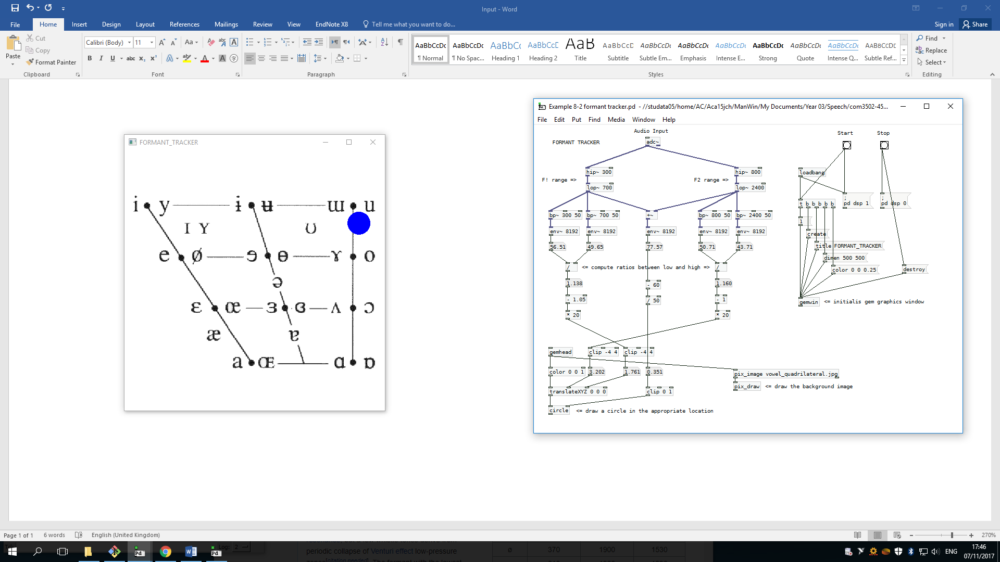 Input - Word
File Home Insert Design Layout References Mailings Review View EndNote X8 Tell me what you want to do... Sign in Share
Paste
Cut
Copy
Format Painter
Clipboard
Calibri (Body) 11
Font
Paragraph
AaBbCcDc AaBbCcDc AaBbCc AaBbCcD AaB AaBbCcD AaBbCcDc AaBbCcDc AaBbCcDc AaBbCcDc AaBbCcDc AaBbCcDc AABBCCDD
¶ Normal ¶ No Spac... Heading 1 Heading 2 Title Subtitle Subtle Em... Emphasis Intense E... Strong Quote Intense Q... Subtle Ref...
Styles
Find
Replace
Select
Editing
FORMANT_TRACKER
i y ɨ ʉ ɯ u
I Y ʊ
e ø ɘ ɵ ɤ o
ə
ɛ œ ɜ ɞ ʌ ɔ
æ ɐ
a ɶ ɑ ɒ
Example 8-2 formant tracker.pd - //studata05/home/AC/Aca15jch/ManWin/My Documents/Year 03/Speech/com3502-45...
File Edit Put Find Media Window Help
Audio Input
FORMANT TRACKER
adc~
hip~ 300
hip~ 800
F! range =>
F2 range =>
lop~ 700
lop~ 2400
bp~ 300 50
bp~ 700 50
+~
bp~ 800 50
bp~ 2400 50
env~ 8192
env~ 8192
env~ 8192
env~ 8192
env~ 8192
56.51
49.65
77.57
50.71
43.71
/
<= compute ratios between low and high =>
/
1.138
- 60
1.160
- 1.05
/ 50
- 1
* 20
* 20
gemhead
clip -4 4
clip -4 4
color 0 0 1
3.202
1.761
0.351
translateXYZ 0 0 0
clip 0 1
circle
<= draw a circle in the appropriate location
pix_image vowel_quadrilateral.jpg
pix_draw
<= draw the background image
Start
Stop
loadbang
;
pd dsp 1
;
pd dsp 0
t b b b b b
1
create
title FORMANT_TRACKER
dimen 500 500
color 0 0 0.25
destroy
gemwin
<= initialis gem graphics window
Page 1 of 1 6 words English (United Kingdom) 270%
Log: 2
periodic collapse of Venturi effect low-pressure
ø 370 1900 1530
ENG
17:46
07/11/2017